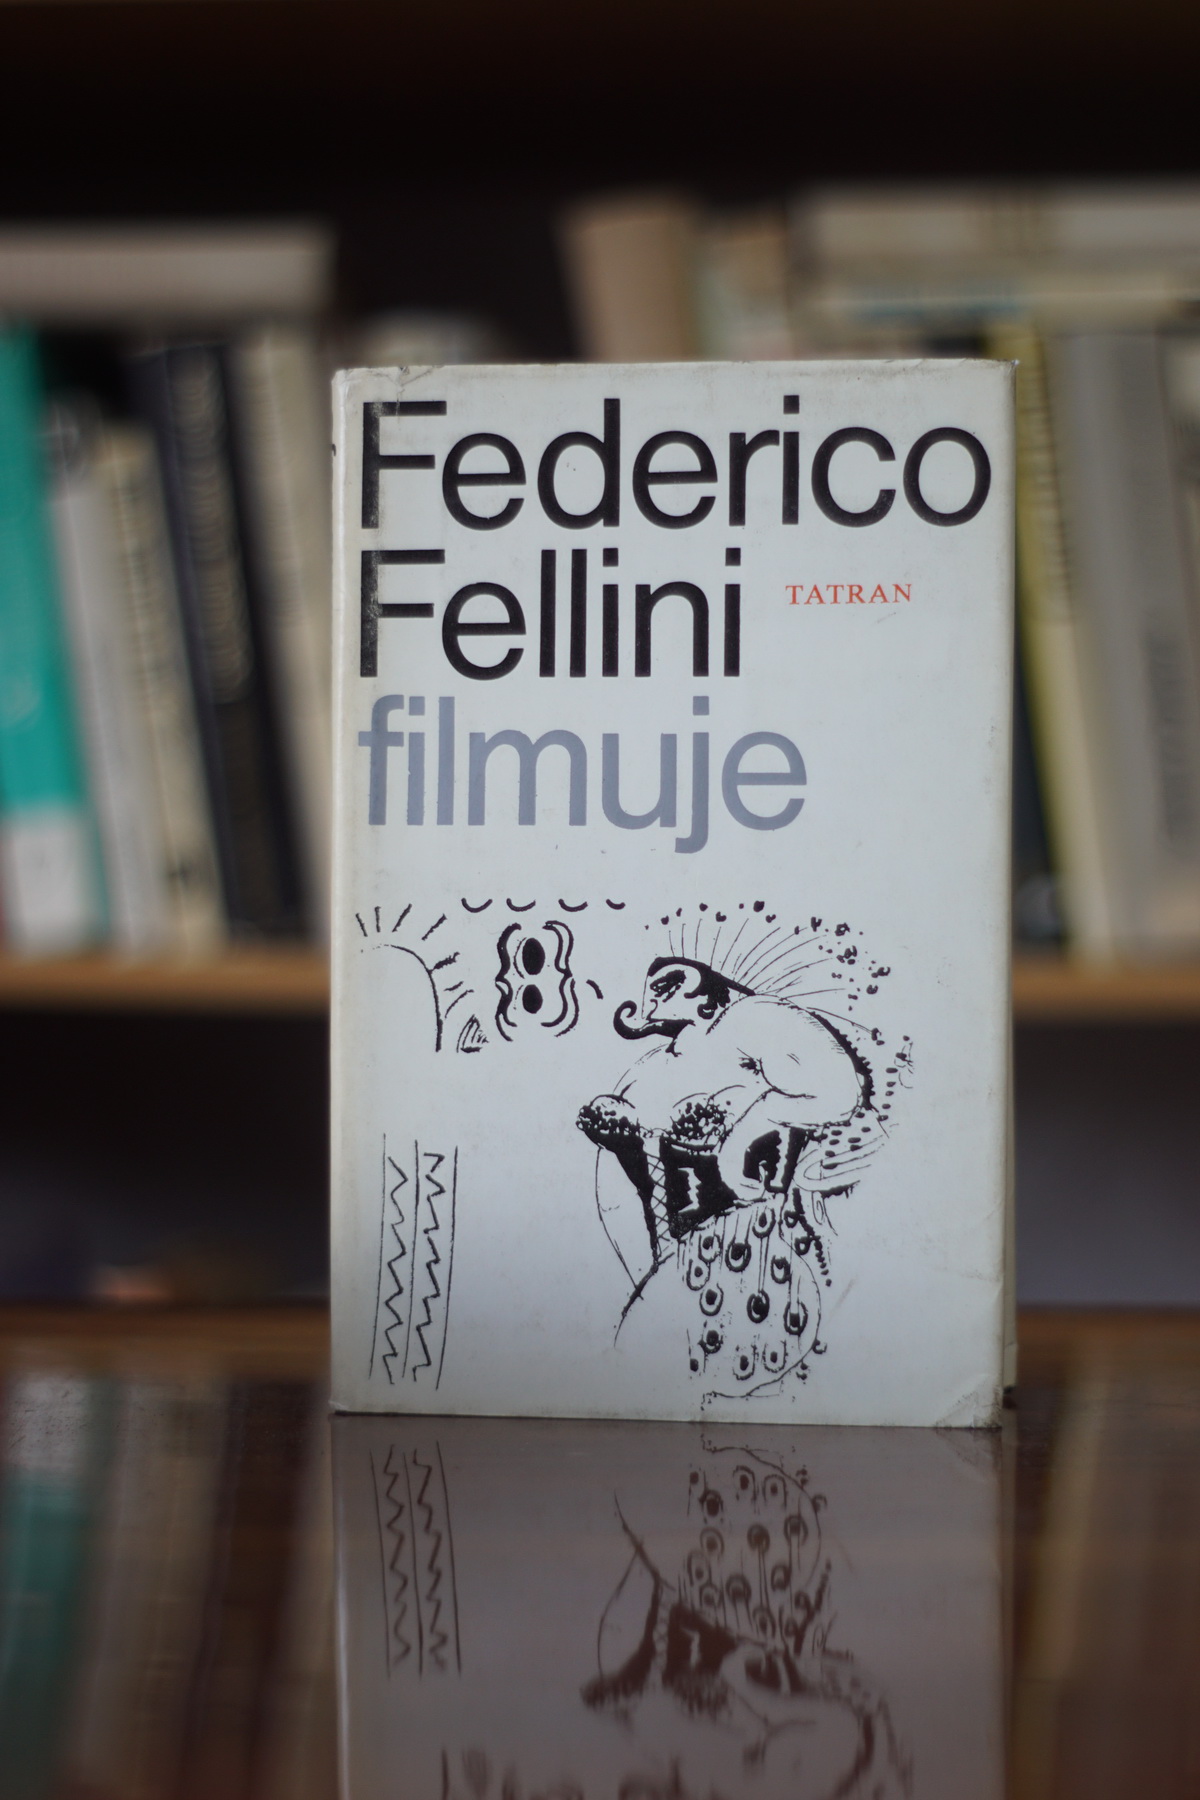 Federico
Fellini
TATRAN
filmuje